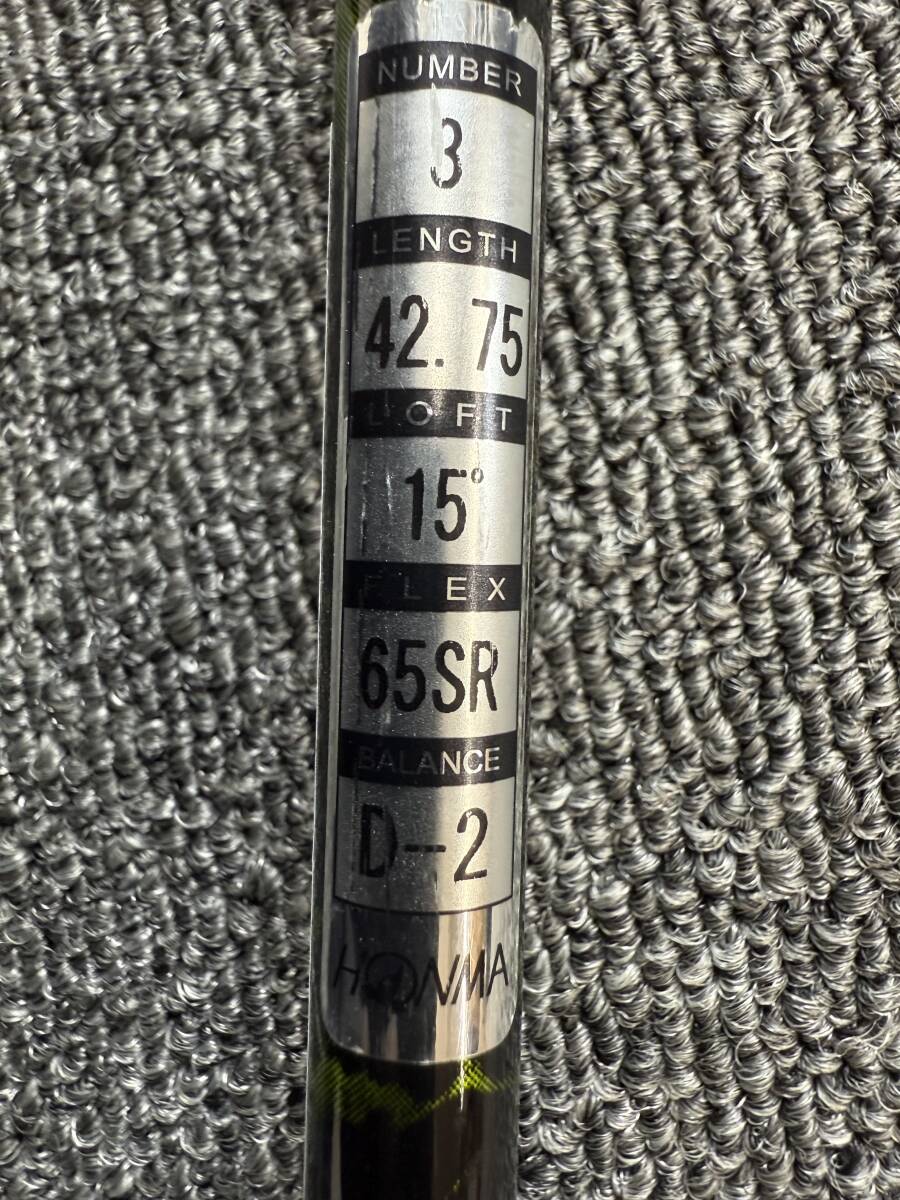 NUMBER
3
LENGTH
42.75
LOFT
15°
FLEX
65SR
BALANCE
D-2
HONMA